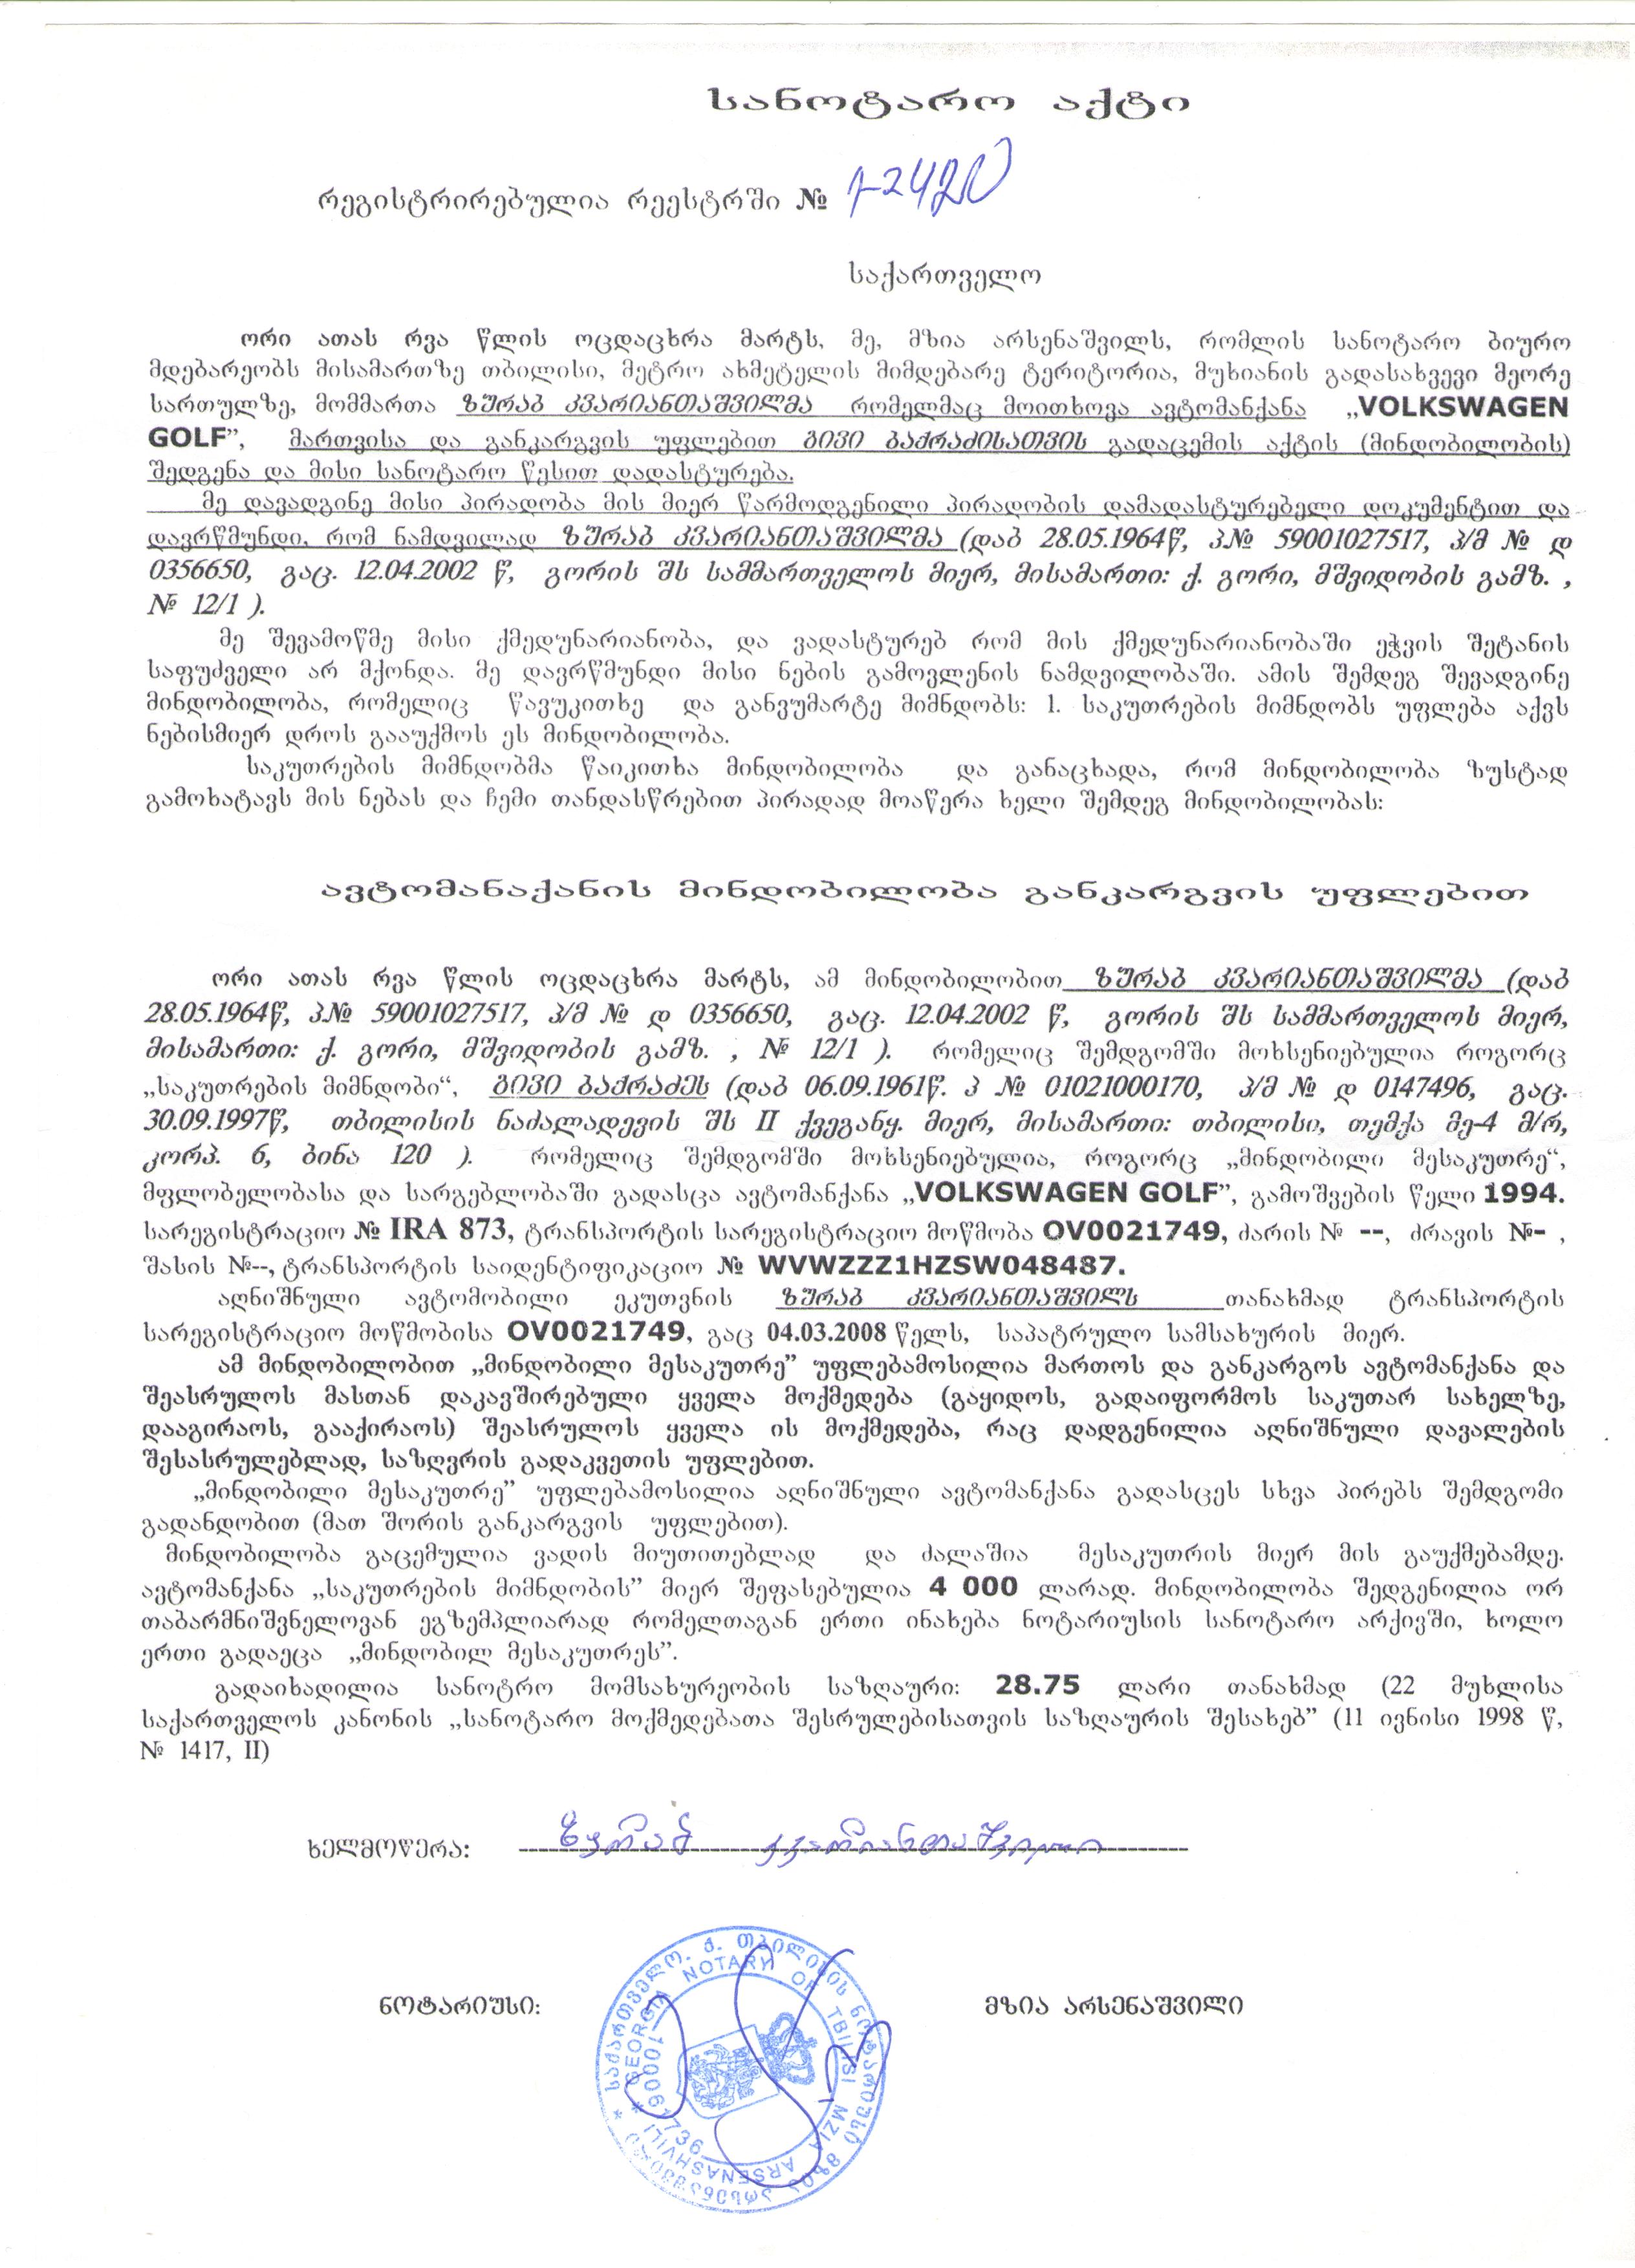 სანოტარო აქტი
რეგისტრირებულია რეესტრში № 1-2420
საქართველო
ორი ათას რვა წლის ოცდაცხრა მარტს, მე, მზია არსენაშვილს, რომლის სანოტარო ბიურო
მდებარეობს მისამართზე თბილისი, მეტრო ახმეტელის მიმდებარე ტერიტორია, მუხიანის გადასახვევი მეორე
სართულზე, მომმართა ზურაბ კვარიანთაშვილმა რომელმაც მოითხოვა ავტომანქანა „VOLKSWAGEN
GOLF”, მართვისა და განკარგვის უფლებით გივი ბაქრაძისათვის გადაცემის აქტის (მინდობილობის)
შედგენა და მისი სანოტარო წესით დადასტურება.
მე დავადგინე მისი პირადობა მის მიერ წარმოდგენილი პირადობის დამადასტურებელი დოკუმენტით და
დავრწმუნდი, რომ ნამდვილად ზურაბ კვარიანთაშვილმა (დაბ 28.05.1964წ, პ№ 59001027517, პ/მ № დ
0356650, გაც. 12.04.2002 წ, გორის შს სამმართველოს მიერ, მისამართი: ქ. გორი, მშვიდობის გამზ. ,
№ 12/1 ).
მე შევამოწმე მისი ქმედუნარიანობა, და ვადასტურებ რომ მის ქმედუნარიანობაში ეჭვის შეტანის
საფუძველი არ მქონდა. მე დავრწმუნდი მისი ნების გამოვლენის ნამდვილობაში. ამის შემდეგ შევადგინე
მინდობილობა, რომელიც წავუკითხე და განვუმარტე მიმნდობს: 1. საკუთრების მიმნდობს უფლება აქვს
ნებისმიერ დროს გააუქმოს ეს მინდობილობა.
საკუთრების მიმნდობმა წაიკითხა მინდობილობა და განაცხადა, რომ მინდობილობა ზუსტად
გამოხატავს მის ნებას და ჩემი თანდასწრებით პირადად მოაწერა ხელი შემდეგ მინდობილობას:
ავტომანაქანის მინდობილობა განკარგვის უფლებით
ორი ათას რვა წლის ოცდაცხრა მარტს, ამ მინდობილობით ზურაბ კვარიანთაშვილმა (დაბ
28.05.1964წ, პ№ 59001027517, პ/მ № დ 0356650, გაც. 12.04.2002 წ, გორის შს სამმართველოს მიერ,
მისამართი: ქ. გორი, მშვიდობის გამზ. , № 12/1 ). რომელიც შემდგომში მოხსენიებულია როგორც
„საკუთრების მიმნდობი“, გივი ბაქრაძეს (დაბ 06.09.1961წ. პ № 01021000170, პ/მ № დ 0147496, გაც.
30.09.1997წ, თბილისის ნაძალადევის შს II ქვეგანყ. მიერ, მისამართი: თბილისი, თემქა მე-4 მ/რ,
კორპ. 6, ბინა 120 ). რომელიც შემდგომში მოხსენიებულია, როგორც „მინდობილი მესაკუთრე“,
მფლობელობასა და სარგებლობაში გადასცა ავტომანქანა „VOLKSWAGEN GOLF”, გამოშვების წელი 1994.
სარეგისტრაციო № IRA 873, ტრანსპორტის სარეგისტრაციო მოწმობა OV0021749, ძარის № --, ძრავის №- ,
შასის №--, ტრანსპორტის საიდენტიფიკაციო № WVWZZZ1HZSW048487.
აღნიშნული ავტომობილი ეკუთვნის ზურაბ კვარიანთაშვილს თანახმად ტრანსპორტის
სარეგისტრაციო მოწმობისა OV0021749, გაც 04.03.2008 წელს, საპატრულო სამსახურის მიერ.
ამ მინდობილობით „მინდობილი მესაკუთრე” უფლებამოსილია მართოს და განკარგოს ავტომანქანა და
შეასრულოს მასთან დაკავშირებული ყველა მოქმედება (გაყიდოს, გადაიფორმოს საკუთარ სახელზე,
დააგირაოს, გააქირაოს) შეასრულოს ყველა ის მოქმედება, რაც დადგენილია აღნიშნული დავალების
შესასრულებლად, საზღვრის გადაკვეთის უფლებით.
„მინდობილი მესაკუთრე” უფლებამოსილია აღნიშნული ავტომანქანა გადასცეს სხვა პირებს შემდგომი
გადანდობით (მათ შორის განკარგვის უფლებით).
მინდობილობა გაცემულია ვადის მიუთითებლად და ძალაშია მესაკუთრის მიერ მის გაუქმებამდე.
ავტომანქანა „საკუთრების მიმნდობის” მიერ შეფასებულია 4 000 ლარად. მინდობილობა შედგენილია ორ
თაბარმნიშვნელოვან ეგზემპლიარად რომელთაგან ერთი ინახება ნოტარიუსის სანოტარო არქივში, ხოლო
ერთი გადაეცა „მინდობილ მესაკუთრეს”.
გადაიხადილია სანოტრო მომსახურეობის საზღაური: 28.75 ლარი თანახმად (22 მუხლისა
საქართველოს კანონის „სანოტარო მოქმედებათა შესრულებისათვის საზღაურის შესახებ” (11 ივნისი 1998 წ,
№ 1417, II)
ხელმოწერა: ზურაბ კვარიანთაშვილი
ნოტარიუსი: მზია არსენაშვილი
* საქართველო. ქ. თბილისის ნოტარიუსი მზია არსენაშვილი
* GEORGIA NOTARY OF TBILISI MZIA ARSENASHVILI
100061736